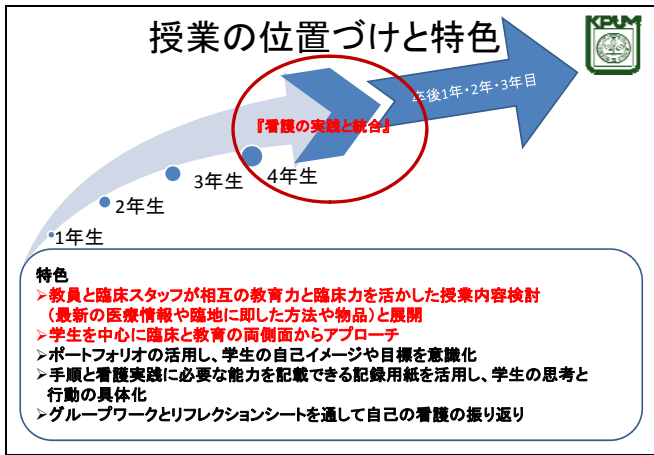 授業の位置づけと特色
KPUM
卒後1年・2年・3年目
『看護の実践と統合』
4年生
3年生
2年生
1年生
特色
➢教員と臨床スタッフが相互の教育力と臨床力を活かした授業内容検討
（最新の医療情報や臨地に即した方法や物品）と展開
➢学生を中心に臨床と教育の両側面からアプローチ
➢ポートフォリオの活用し、学生の自己イメージや目標を意識化
➢手順と看護実践に必要な能力を記載できる記録用紙を活用し、学生の思考と
行動の具体化
➢グループワークとリフレクションシートを通して自己の看護の振り返り